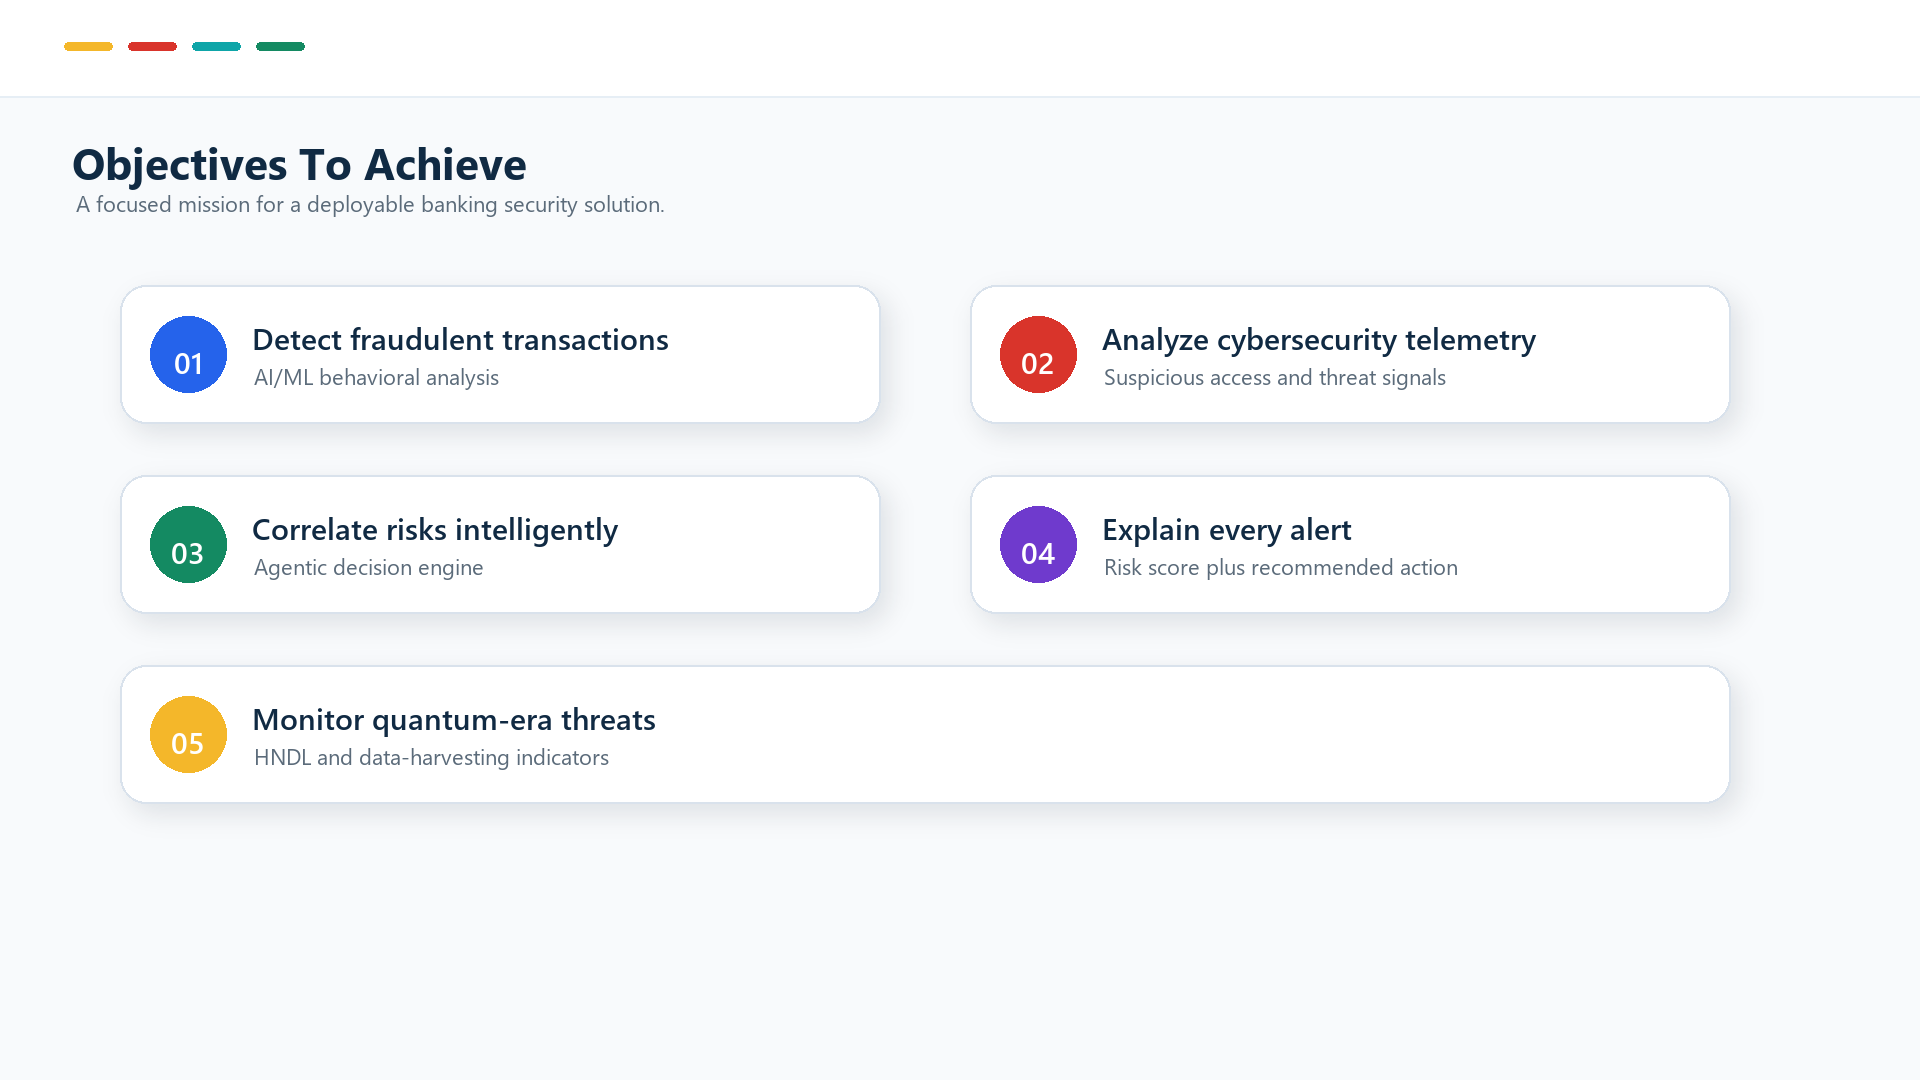 Objectives To Achieve
A focused mission for a deployable banking security solution.
01
Detect fraudulent transactions
AI/ML behavioral analysis
02
Analyze cybersecurity telemetry
Suspicious access and threat signals
03
Correlate risks intelligently
Agentic decision engine
04
Explain every alert
Risk score plus recommended action
05
Monitor quantum-era threats
HNDL and data-harvesting indicators